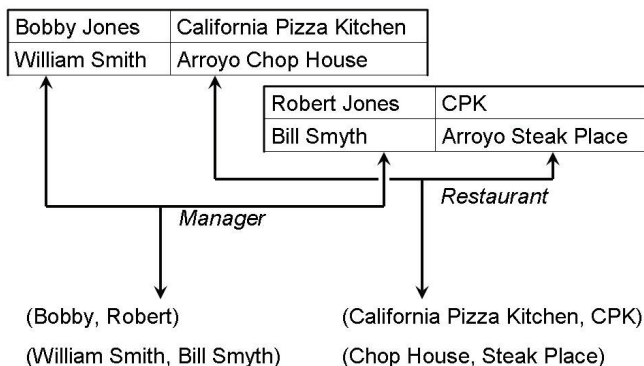 Bobby Jones California Pizza Kitchen
William Smith Arroyo Chop House
Robert Jones CPK
Bill Smyth Arroyo Steak Place
Manager Restaurant
(Bobby, Robert) (California Pizza Kitchen, CPK)
(William Smith, Bill Smyth) (Chop House, Steak Place)